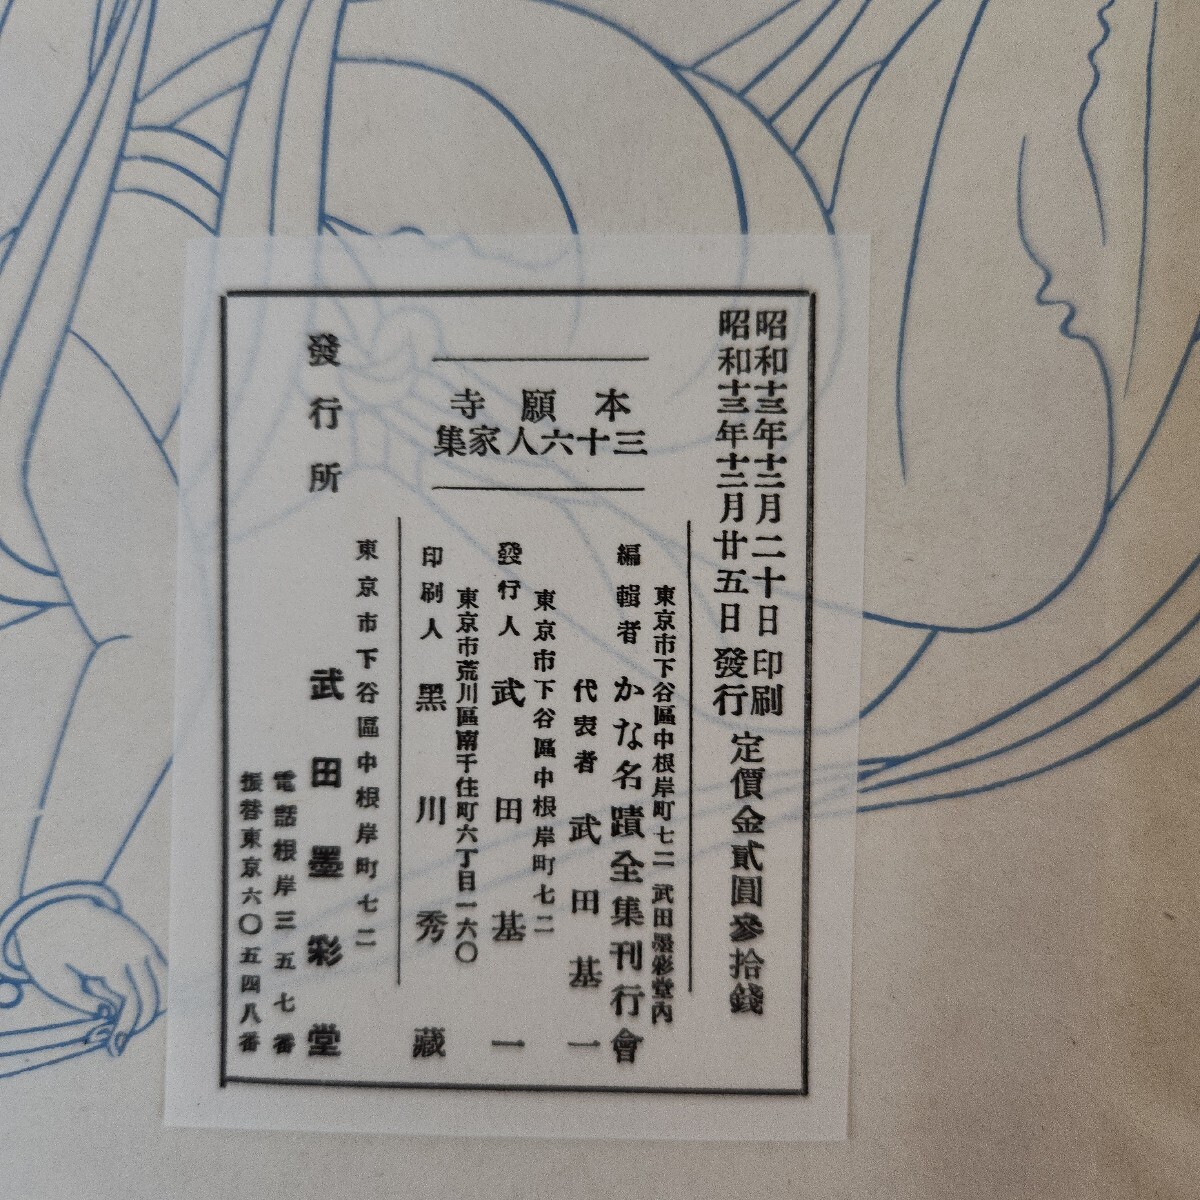 昭和十三年十二月二十日印刷
昭和十三年十二月廿五日發行
定價金貳圓參拾錢
本願寺
三十六人家集
東京市下谷區中根岸町七二 武田墨彩堂內
編輯者 かな名蹟全集刊行會
代表者 武田基一
東京市下谷區中根岸町七二
發行人 武田基一
東京市荒川區南千住町六丁目一六〇
印刷人 黑川秀藏
東京市下谷區中根岸町七二
發行所 武田墨彩堂
電話根岸三五七番
振替東京六〇五四八番